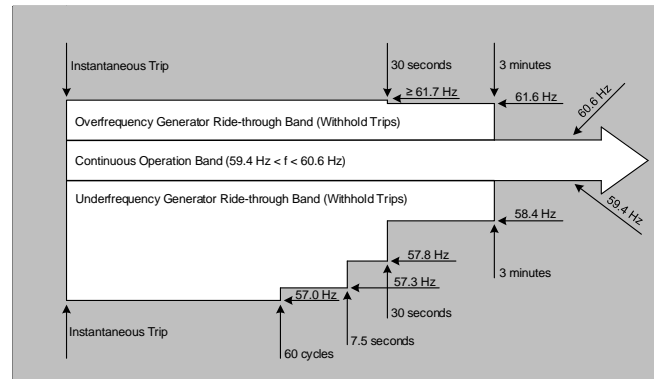 Instantaneous Trip
30 seconds
3 minutes
≥ 61.7 Hz
61.6 Hz
60.6 Hz
Overfrequency Generator Ride-through Band (Withhold Trips)
Continuous Operation Band (59.4 Hz < f < 60.6 Hz)
Underfrequency Generator Ride-through Band (Withhold Trips)
59.4 Hz
58.4 Hz
57.8 Hz
3 minutes
57.3 Hz
57.0 Hz
30 seconds
Instantaneous Trip
7.5 seconds
60 cycles